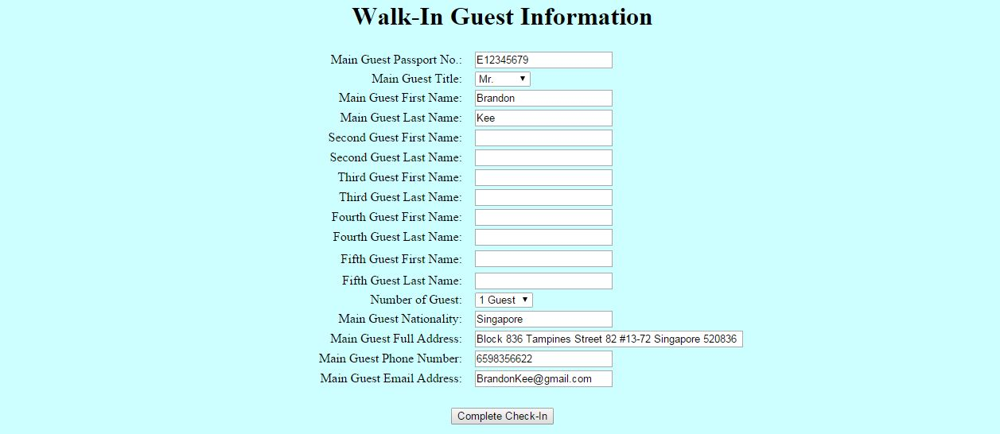 Walk-In Guest Information
Main Guest Passport No.: E12345679
Main Guest Title: Mr.
Main Guest First Name: Brandon
Main Guest Last Name: Kee
Second Guest First Name:
Second Guest Last Name:
Third Guest First Name:
Third Guest Last Name:
Fourth Guest First Name:
Fourth Guest Last Name:
Fifth Guest First Name:
Fifth Guest Last Name:
Number of Guest: 1 Guest
Main Guest Nationality: Singapore
Main Guest Full Address: Block 836 Tampines Street 82 #13-72 Singapore 520836
Main Guest Phone Number: 6598356622
Main Guest Email Address: BrandonKee@gmail.com
Complete Check-In